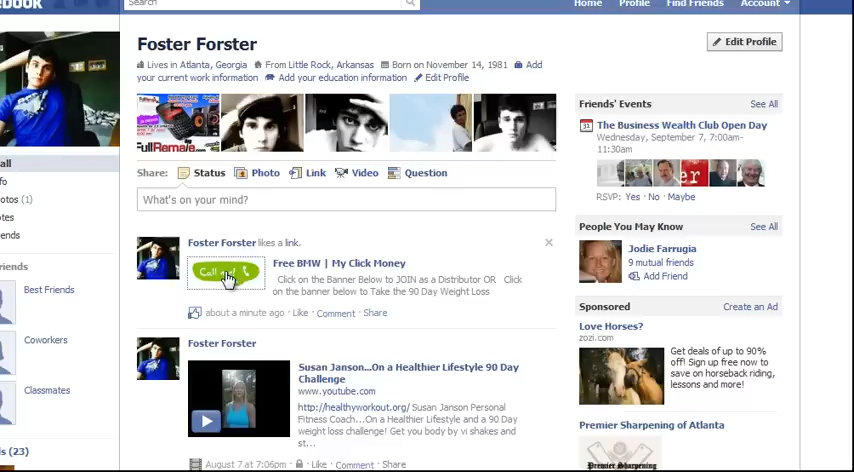 Search
Home Profile Find Friends Account
Foster Forster
Edit Profile
Lives in Atlanta, Georgia From Little Rock, Arkansas Born on November 14, 1981 Add
your current work information Add your education information Edit Profile
FullRemate.com
Friends' Events See All
31 The Business Wealth Club Open Day
Wednesday, September 7, 7:00am-
11:30am
RSVP: Yes · No · Maybe
Share: Status Photo Link Video Question
What's on your mind?
People You May Know See All
Jodie Farrugia
9 mutual friends
Add Friend
Foster Forster likes a link.
Free BMW | My Click Money
Click on the Banner Below to JOIN as a Distributor OR Click
on the banner below to Take the 90 Day Weight Loss
about a minute ago · Like · Comment · Share
Sponsored Create an Ad
Love Horses?
zozi.com
Get deals of up to 90%
off! Sign up free now to
save on horseback riding,
lessons and more!
Foster Forster
Susan Janson...On a Healthier Lifestyle 90 Day
Challenge
www.youtube.com
http://healthyworkout.org/ Susan Janson Personal
Fitness Coach...On a Healthier Lifestyle and a 90 Day
weight loss challenge! Get you body by vi shakes and
st...
August 7 at 7:06pm · Like · Comment · Share
Premier Sharpening of Atlanta
Premier Sharpening
(1)
Best Friends
Coworkers
Classmates
(23)